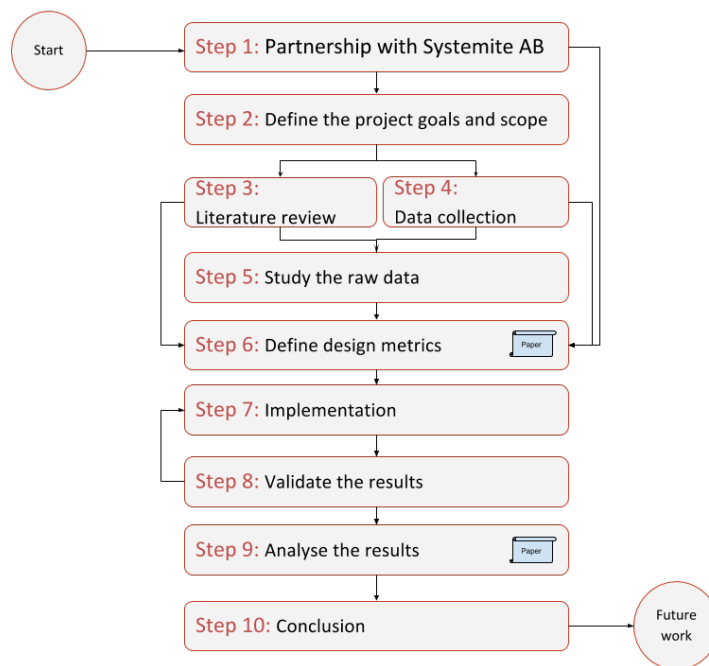 Start
Step 1: Partnership with Systemite AB
Step 2: Define the project goals and scope
Step 3:
Literature review
Step 4:
Data collection
Step 5: Study the raw data
Step 6: Define design metrics
Paper
Step 7: Implementation
Step 8: Validate the results
Step 9: Analyse the results
Paper
Step 10: Conclusion
Future
work